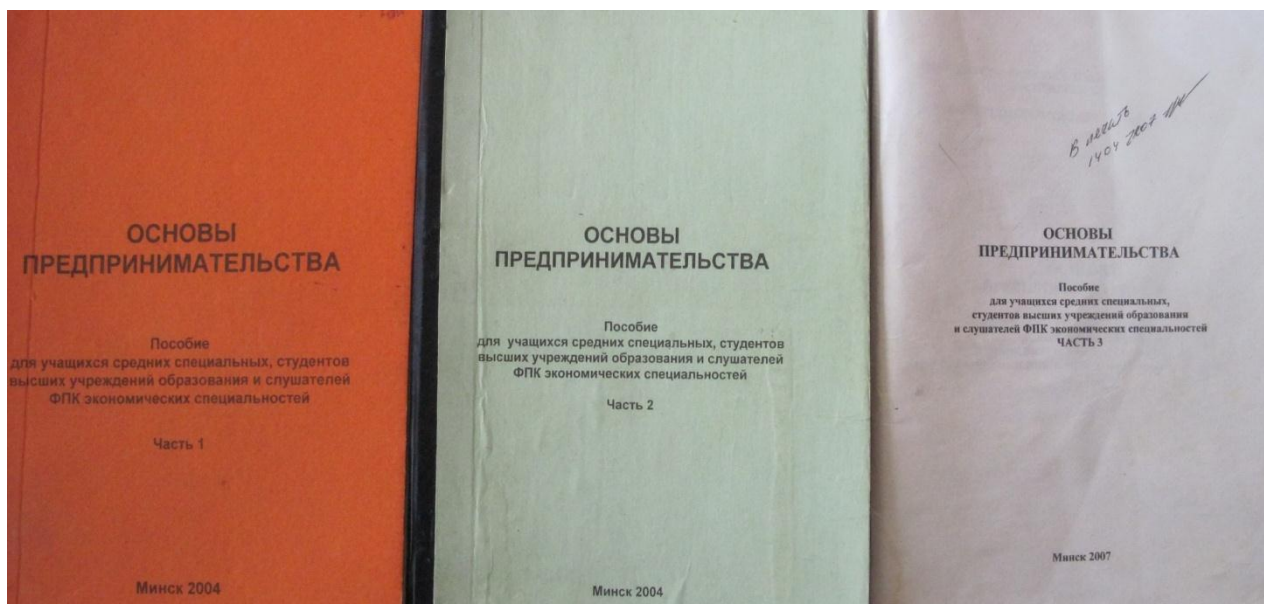 ОСНОВЫ
ПРЕДПРИНИМАТЕЛЬСТВА
Пособие
для учащихся средних специальных, студентов
высших учреждений образования и слушателей
ФПК экономических специальностей
Часть 1
Минск 2004
ОСНОВЫ
ПРЕДПРИНИМАТЕЛЬСТВА
Пособие
для учащихся средних специальных, студентов
высших учреждений образования и слушателей
ФПК экономических специальностей
Часть 2
Минск 2004
В печать
14.04 2007
ОСНОВЫ
ПРЕДПРИНИМАТЕЛЬСТВА
Пособие
для учащихся средних специальных,
студентов высших учреждений образования
и слушателей ФПК экономических специальностей
ЧАСТЬ 3
Минск 2007